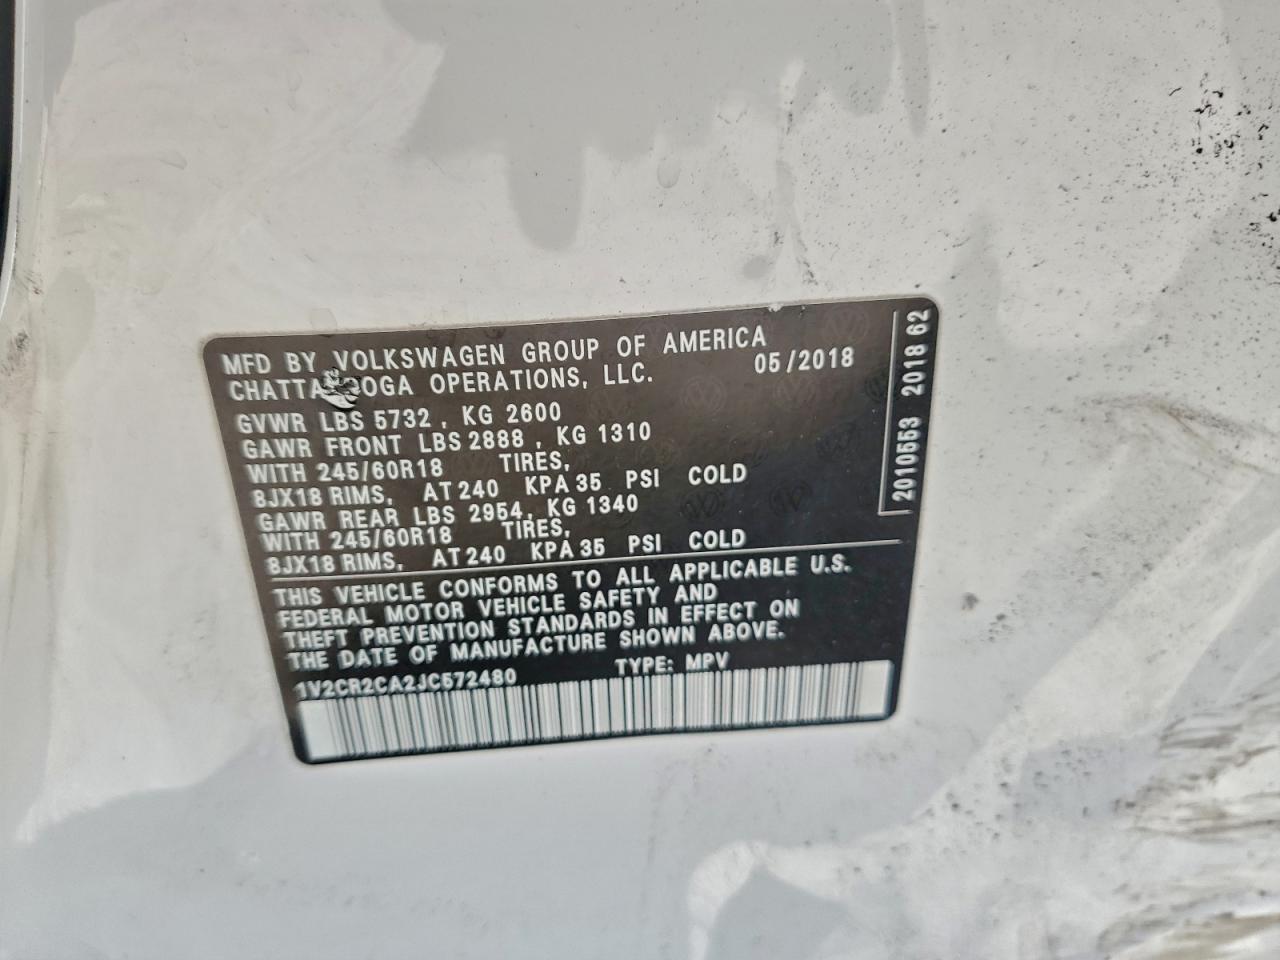 MFD BY VOLKSWAGEN GROUP OF AMERICA
CHATTA OOGA OPERATIONS, LLC. 05/2018
GVWR LBS 5732, KG 2600
GAWR FRONT LBS 2888, KG 1310
WITH 245/60R18 TIRES,
8JX18 RIMS, AT 240 KPA 35 PSI COLD
GAWR REAR LBS 2954, KG 1340
WITH 245/60R18 TIRES,
8JX18 RIMS, AT 240 KPA 35 PSI COLD
THIS VEHICLE CONFORMS TO ALL APPLICABLE U.S.
FEDERAL MOTOR VEHICLE SAFETY AND
THEFT PREVENTION STANDARDS IN EFFECT ON
THE DATE OF MANUFACTURE SHOWN ABOVE.
1V2CR2CA2JC572480 TYPE: MPV
2010553 2018 62